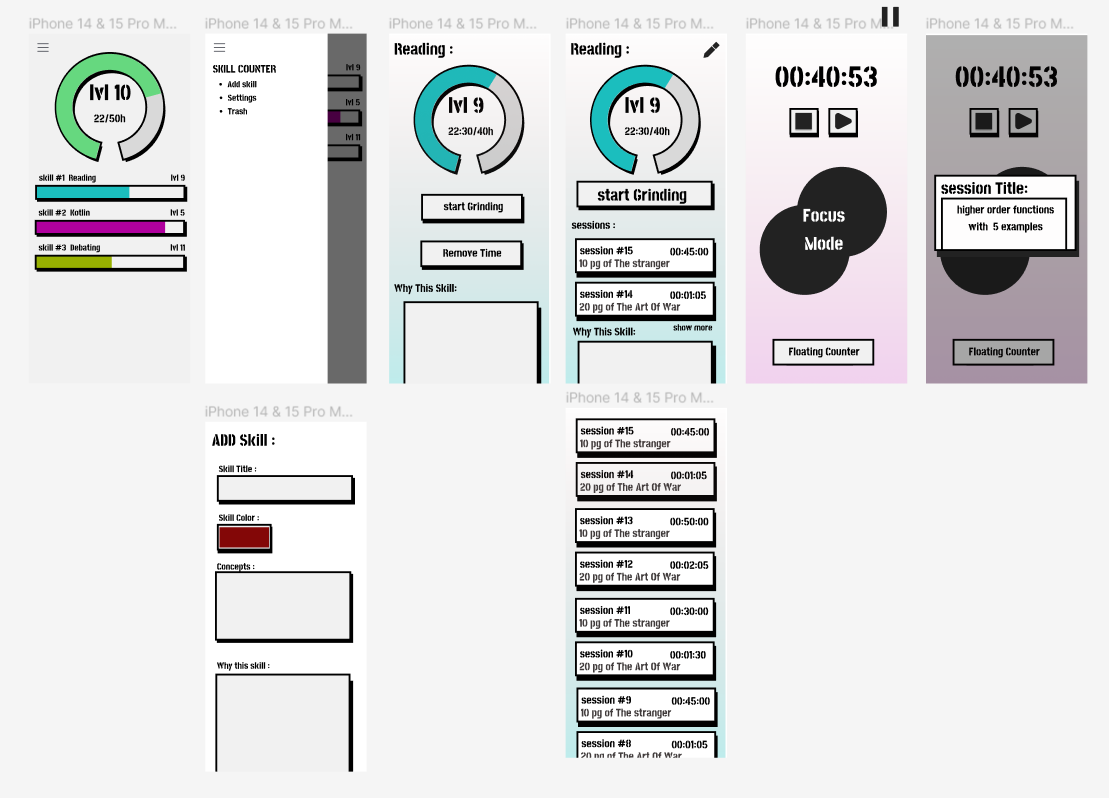 iPhone 14 & 15 Pro M...
lvl 10
22/50h
skill #1 Reading
lvl 9
skill #2 Kotlin
lvl 5
skill #3 Debating
lvl 11
iPhone 14 & 15 Pro M...
SKILL COUNTER
Add skill
Settings
Trash
lvl 9
lvl 5
lvl 11
iPhone 14 & 15 Pro M...
Reading :
lvl 9
22:30/40h
start Grinding
Remove Time
Why This Skill:
iPhone 14 & 15 Pro M...
Reading :
lvl 9
22:30/40h
start Grinding
sessions :
session #15 00:45:00
10 pg of The stranger
session #14 00:01:05
20 pg of The Art Of War
show more
Why This Skill:
iPhone 14 & 15 Pro M...
00:40:53
Focus
Mode
Floating Counter
iPhone 14 & 15 Pro M...
00:40:53
session Title:
higher order functions
with 5 examples
Floating Counter
iPhone 14 & 15 Pro M...
ADD Skill :
Skill Title :
Skill Color :
Concepts :
Why this skill :
iPhone 14 & 15 Pro M...
session #15 00:45:00
10 pg of The stranger
session #14 00:01:05
20 pg of The Art Of War
session #13 00:50:00
10 pg of The stranger
session #12 00:02:05
20 pg of The Art Of War
session #11 00:30:00
10 pg of The stranger
session #10 00:01:30
20 pg of The Art Of War
session #9 00:45:00
10 pg of The stranger
session #8 00:01:05
20 pg of The Art Of War